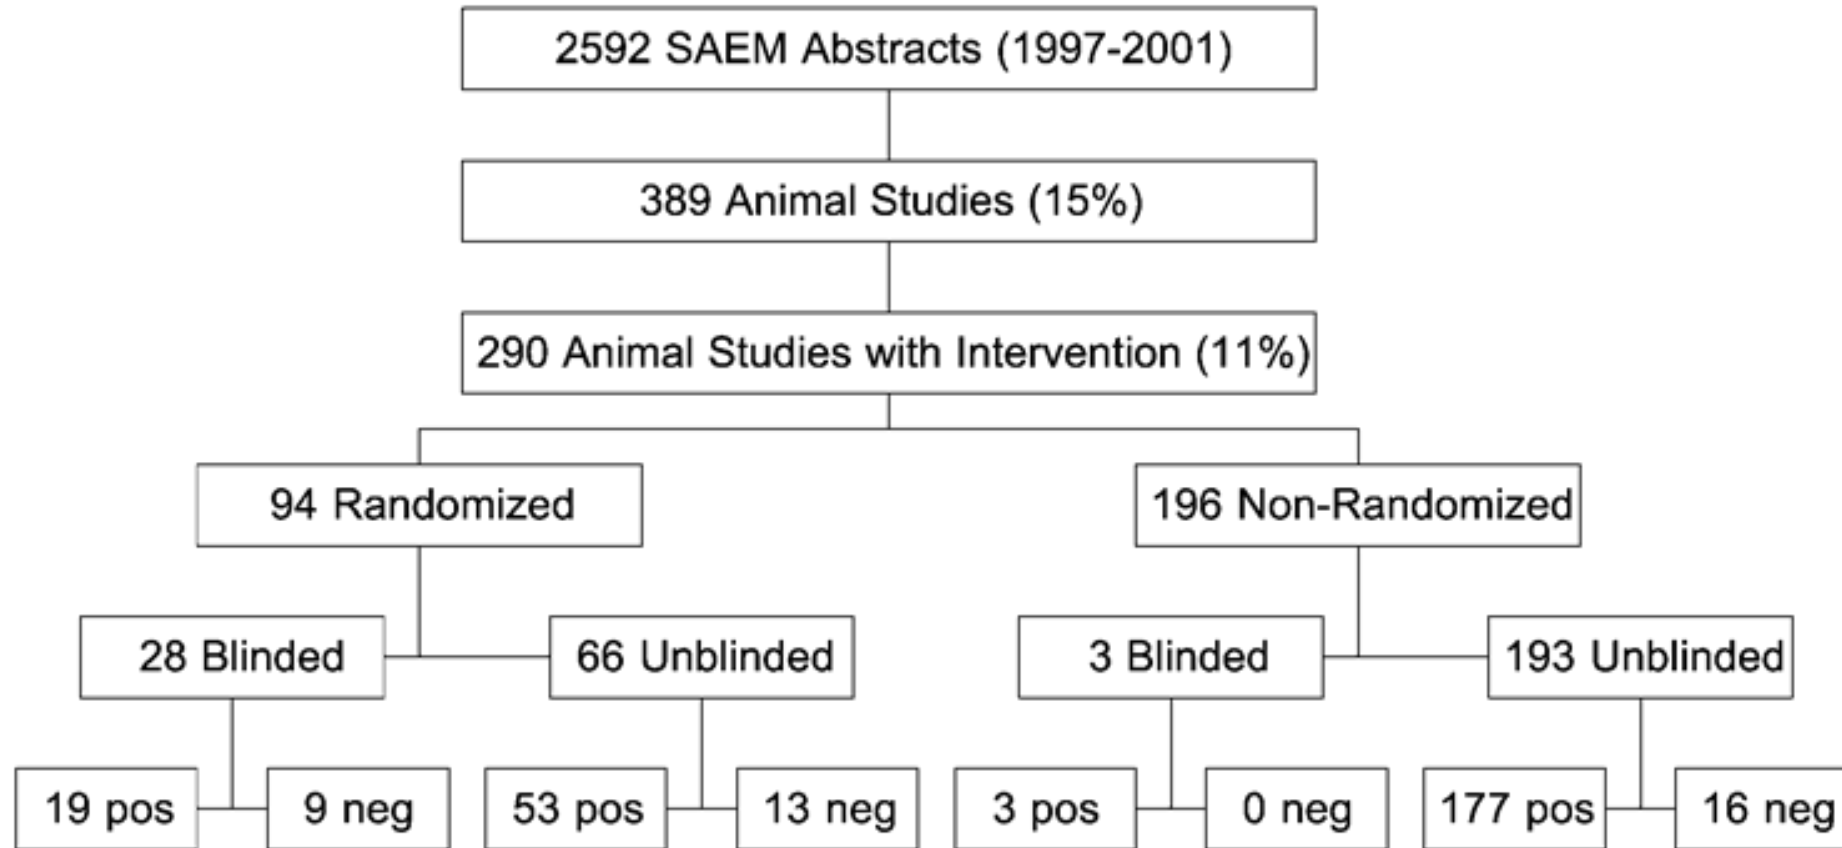 2592 SAEM Abstracts (1997-2001)
389 Animal Studies (15%)
290 Animal Studies with Intervention (11%)
94 Randomized
196 Non-Randomized
28 Blinded
66 Unblinded
3 Blinded
193 Unblinded
19 pos
9 neg
53 pos
13 neg
3 pos
0 neg
177 pos
16 neg